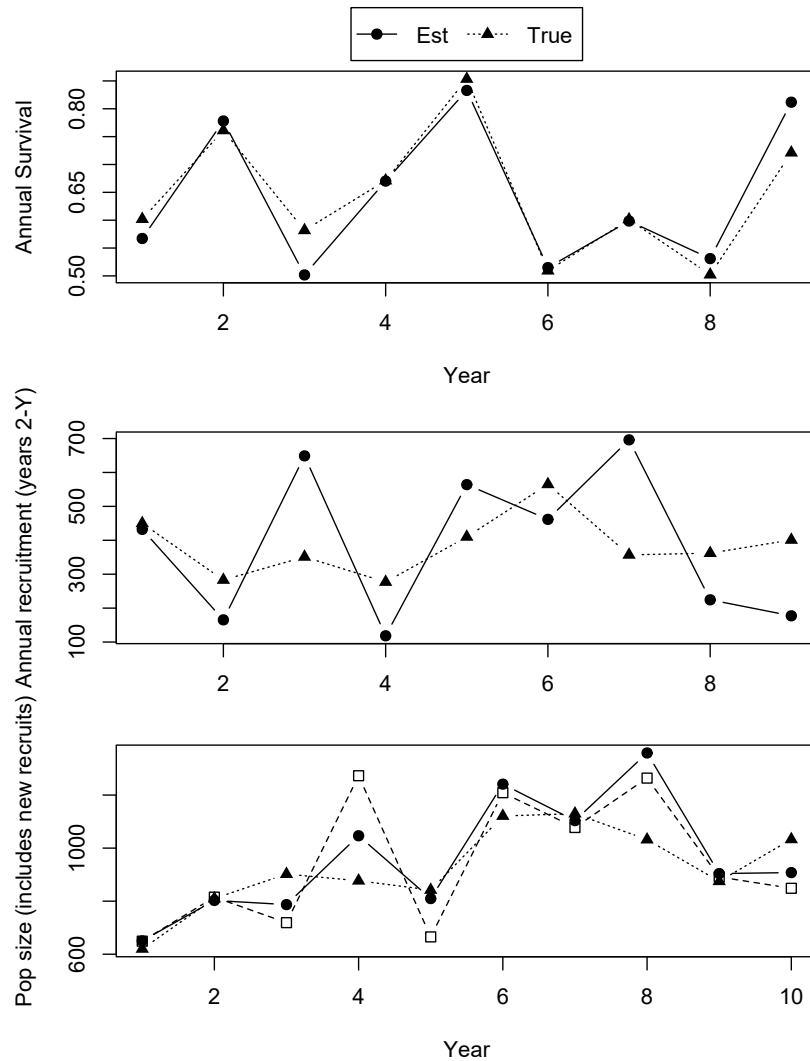 Est True
Annual Survival
0.50 0.65 0.80
2 4 6 8
Year
Annual recruitment (years 2-Y)
100 300 500 700
2 4 6 8
Pop size (includes new recruits)
600 1000
2 4 6 8 10
Year